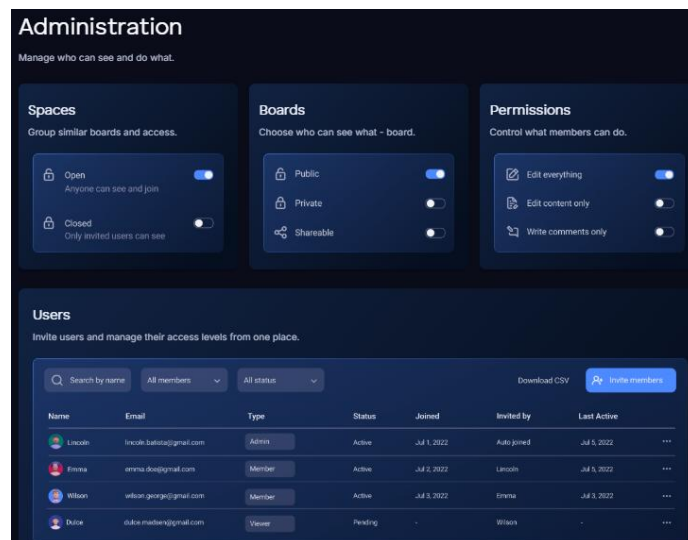 Administration
Manage who can see and do what.
Spaces
Group similar boards and access.
Open
Anyone can see and join
Closed
Only invited users can see
Boards
Choose who can see what - board.
Public
Private
Shareable
Permissions
Control what members can do.
Edit everything
Edit content only
Write comments only
Users
Invite users and manage their access levels from one place.
Search by name All members All status Download CSV Invite members
Name Email Type Status Joined Invited by Last Active
Lincoln lincoln.batista@gmail.com Admin Active Jul 1, 2022 Auto joined Jul 5, 2022 ...
Emma emma.doe@gmail.com Member Active Jul 2, 2022 Lincoln Jul 5, 2022 ...
Wilson wilson.george@gmail.com Member Active Jul 3, 2022 Emma Jul 3, 2022 ...
Dulce dulce.madsen@gmail.com Viewer Pending - Wilson - ...